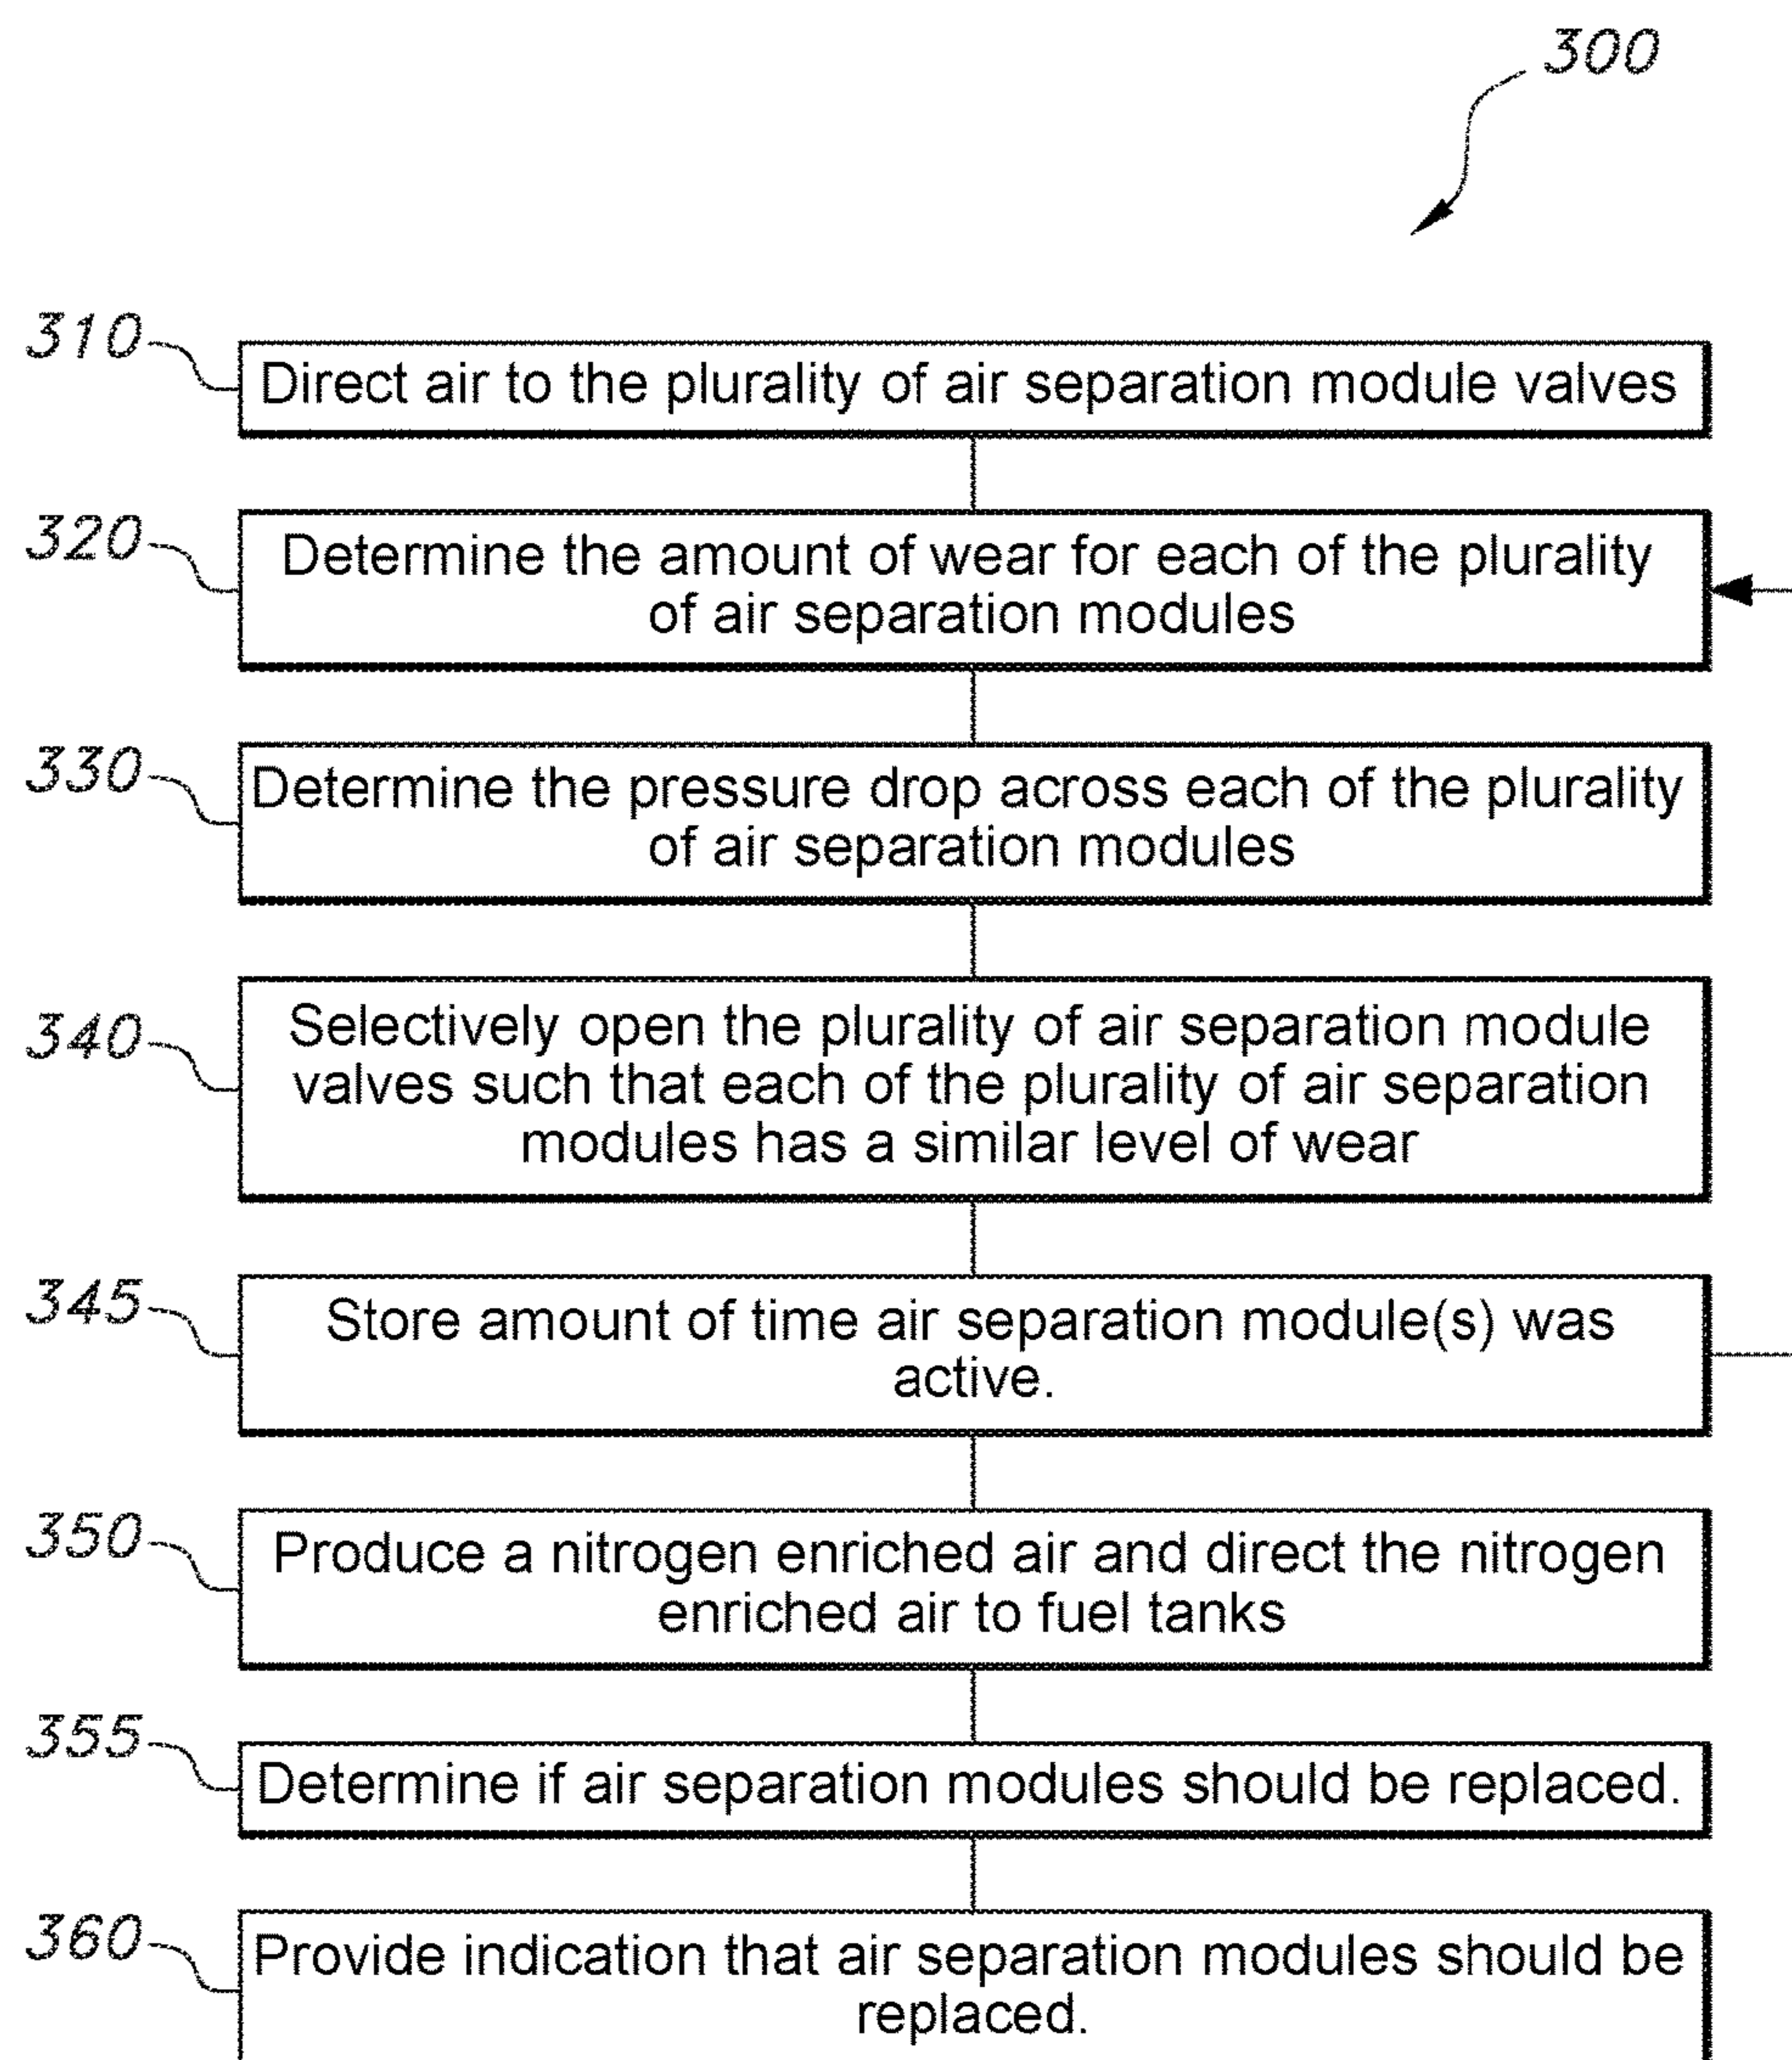 300
310
Direct air to the plurality of air separation module valves
320
Determine the amount of wear for each of the plurality
of air separation modules
330
Determine the pressure drop across each of the plurality
of air separation modules
340
Selectively open the plurality of air separation module
valves such that each of the plurality of air separation
modules has a similar level of wear
345
Store amount of time air separation module(s) was
active.
350
Produce a nitrogen enriched air and direct the nitrogen
enriched air to fuel tanks
355
Determine if air separation modules should be replaced.
360
Provide indication that air separation modules should be
replaced.